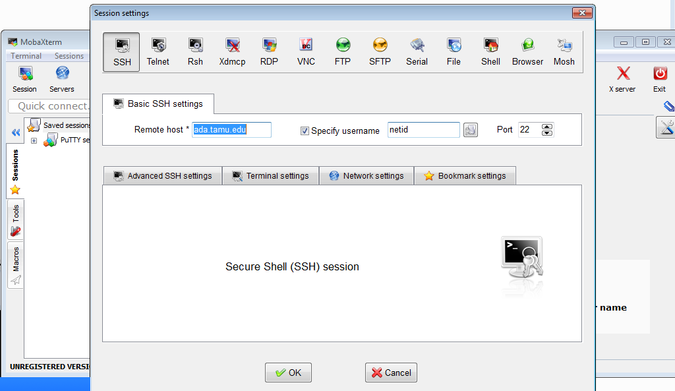 Session settings
MobaXterm
Terminal Sessions
SSH Telnet Rsh Xdmcp RDP VNC FTP SFTP Serial File Shell Browser Mosh
Session Servers
X server Exit
Quick connect.
Basic SSH settings
Saved sessions
Remote host * ada.tamu.edu Specify username netid Port 22
PuTTY se
Sessions
Tools
Macros
Advanced SSH settings Terminal settings Network settings Bookmark settings
Secure Shell (SSH) session
r name
UNREGISTERED VERSI
OK Cancel